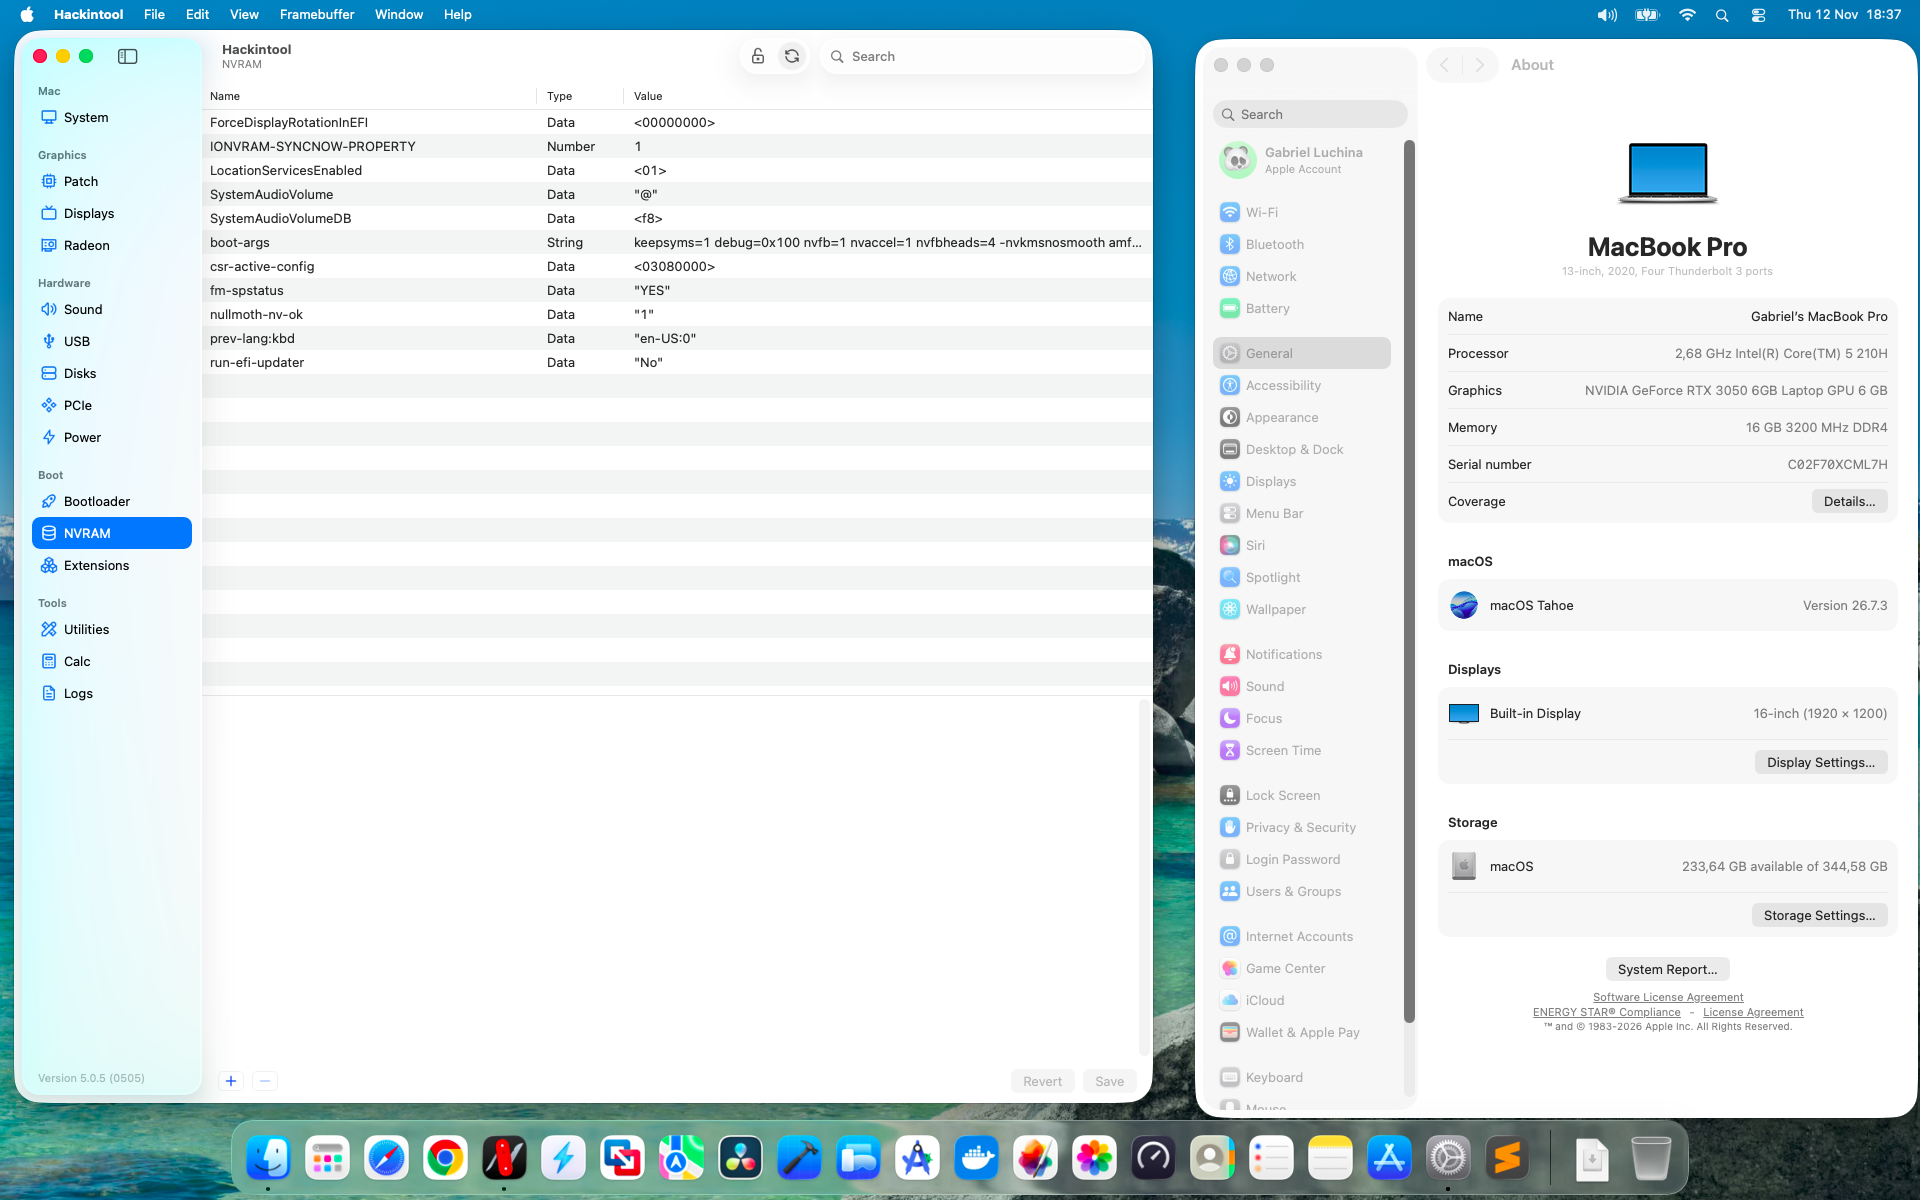 Hackintool File Edit View Framebuffer Window Help Thu 12 Nov 18:37
Hackintool
NVRAM
Search
Mac
System
Graphics
Patch
Displays
Radeon
Hardware
Sound
USB
Disks
PCIe
Power
Boot
Bootloader
NVRAM
Extensions
Tools
Utilities
Calc
Logs
Version 5.0.5 (0505)
Name Type Value
ForceDisplayRotationInEFI Data <00000000>
IONVRAM-SYNCNOW-PROPERTY Number 1
LocationServicesEnabled Data <01>
SystemAudioVolume Data "@"
SystemAudioVolumeDB Data <f8>
boot-args String keepsyms=1 debug=0x100 nvfb=1 nvaccel=1 nvfbheads=4 -nvkmsnosmooth amf...
csr-active-config Data <03080000>
fm-spstatus Data "YES"
nullmoth-nv-ok Data "1"
prev-lang:kbd Data "en-US:0"
run-efi-updater Data "No"
+ −
Revert Save
Search
Gabriel Luchina
Apple Account
Wi-Fi
Bluetooth
Network
Battery
General
Accessibility
Appearance
Desktop & Dock
Displays
Menu Bar
Siri
Spotlight
Wallpaper
Notifications
Sound
Focus
Screen Time
Lock Screen
Privacy & Security
Login Password
Users & Groups
Internet Accounts
Game Center
iCloud
Wallet & Apple Pay
Keyboard
Mouse
About
MacBook Pro
13-inch, 2020, Four Thunderbolt 3 ports
Name Gabriel's MacBook Pro
Processor 2,68 GHz Intel(R) Core(TM) 5 210H
Graphics NVIDIA GeForce RTX 3050 6GB Laptop GPU 6 GB
Memory 16 GB 3200 MHz DDR4
Serial number C02F70XCML7H
Coverage Details...
macOS
macOS Tahoe Version 26.7.3
Displays
Built-in Display 16-inch (1920 × 1200)
Display Settings...
Storage
macOS 233,64 GB available of 344,58 GB
Storage Settings...
System Report...
Software License Agreement
ENERGY STAR® Compliance - License Agreement
™ and © 1983-2026 Apple Inc. All Rights Reserved.